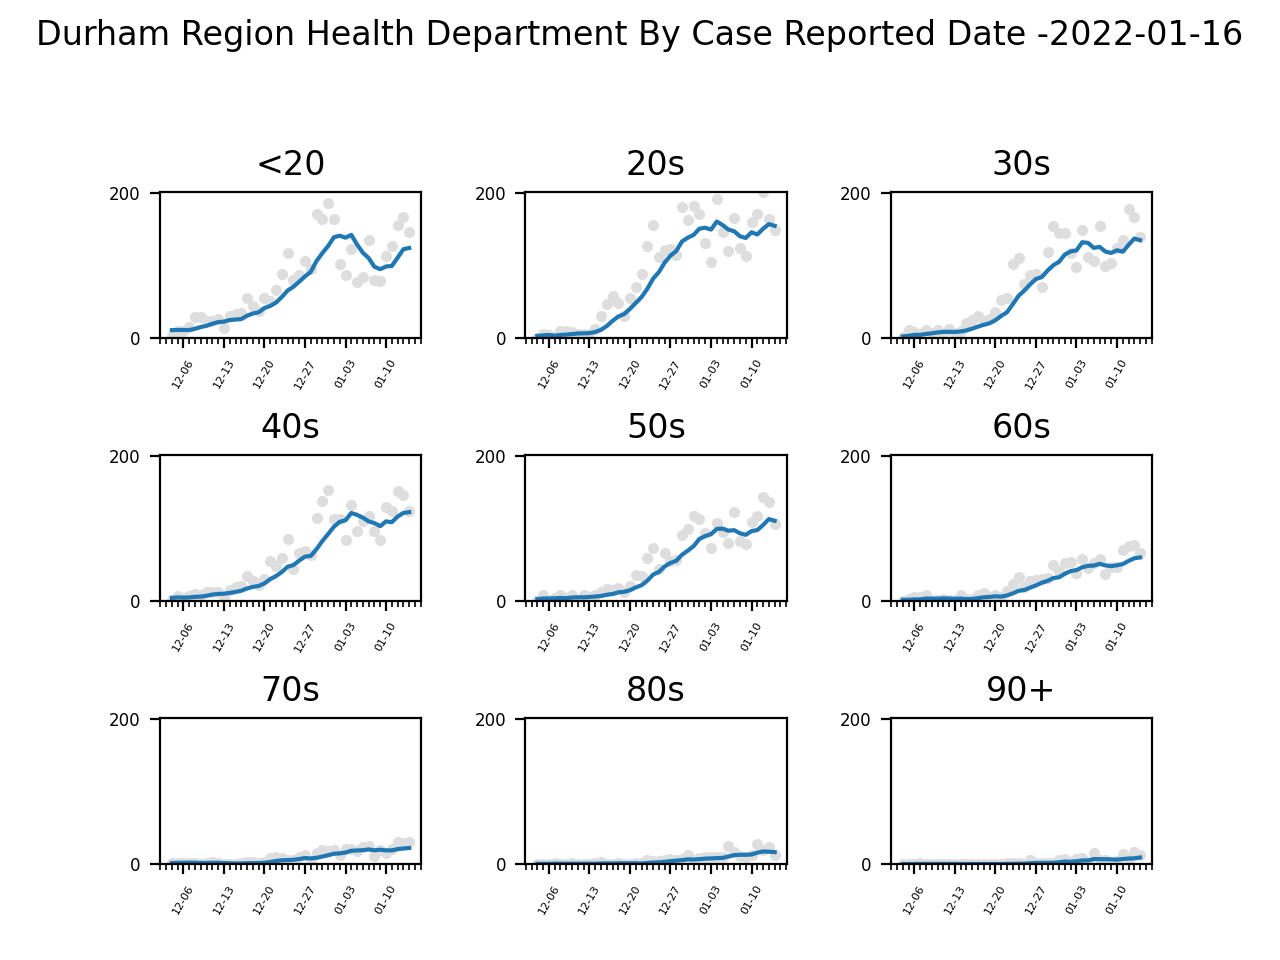 Durham Region Health Department By Case Reported Date -2022-01-16
<20 20s 30s
200 200 200
0 0 0
12-06 12-13 12-20 12-27 01-03 01-10 12-06 12-13 12-20 12-27 01-03 01-10 12-06 12-13 12-20 12-27 01-03 01-10
40s 50s 60s
200 200 200
0 0 0
12-06 12-13 12-20 12-27 01-03 01-10 12-06 12-13 12-20 12-27 01-03 01-10 12-06 12-13 12-20 12-27 01-03 01-10
70s 80s 90+
200 200 200
0 0 0
12-06 12-13 12-20 12-27 01-03 01-10 12-06 12-13 12-20 12-27 01-03 01-10 12-06 12-13 12-20 12-27 01-03 01-10